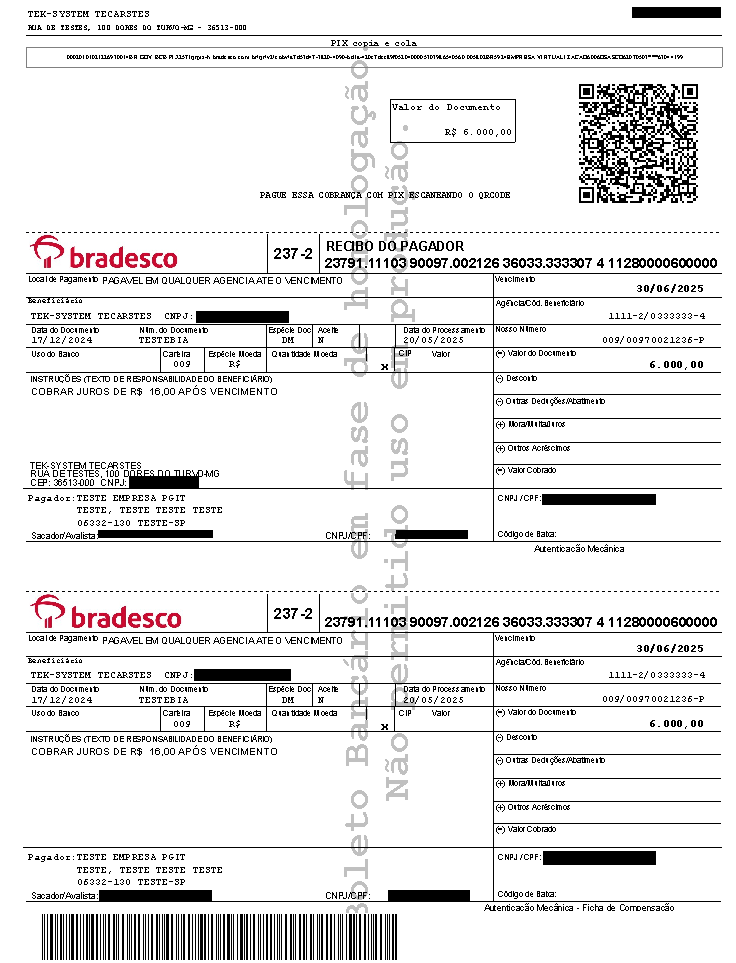 TEK-SYSTEM TECARSTES
RUA DE TESTES, 100 DORES DO TURVO-MG - 36513-000
PIX copia e cola
Valor do Documento
R$ 6.000,00
PAGUE ESSA COBRANÇA COM PIX ESCANEANDO O QRCODE
Boleto Bancário em fase de homologação.
Não permitido uso em produção.
bradesco
237-2
RECIBO DO PAGADOR
23791.11103 90097.002126 36033.333307 4 11280000600000
Local de Pagamento PAGAVEL EM QUALQUER AGENCIA ATE O VENCIMENTO
Vencimento
30/06/2025
Beneficiário
TEK-SYSTEM TECARSTES CNPJ:
Agência/Cód. Beneficiário
1111-2/0333333-4
Data do Documento
17/12/2024
Núm. do Documento
TESTEBIA
Espécie Doc
DM
Aceite
N
Data do Processamento
20/05/2025
Nosso Número
009/00970021236-P
Uso do Banco
Carteira
009
Espécie Moeda
R$
Quantidade Moeda
x
CIP
Valor
(=) Valor do Documento
6.000,00
INSTRUÇÕES (TEXTO DE RESPONSABILIDADE DO BENEFICIÁRIO)
COBRAR JUROS DE R$ 16,00 APÓS VENCIMENTO
(-) Desconto
(-) Outras Deduções/Abatimento
(+) Mora/Multa/Juros
(+) Outros Acréscimos
(=) Valor Cobrado
TEK-SYSTEM TECARSTES
RUA DE TESTES, 100 DORES DO TURVO-MG
CEP: 36513-000 CNPJ:
Pagador:TESTE EMPRESA PGIT
TESTE, TESTE TESTE TESTE
06332-130 TESTE-SP
CNPJ/CPF:
Sacador/Avalista:
CNPJ/CPF:
Código de Baixa:
Autenticação Mecânica
bradesco
237-2
23791.11103 90097.002126 36033.333307 4 11280000600000
Local de Pagamento PAGAVEL EM QUALQUER AGENCIA ATE O VENCIMENTO
Vencimento
30/06/2025
Beneficiário
TEK-SYSTEM TECARSTES CNPJ:
Agência/Cód. Beneficiário
1111-2/0333333-4
Data do Documento
17/12/2024
Núm. do Documento
TESTEBIA
Espécie Doc
DM
Aceite
N
Data do Processamento
20/05/2025
Nosso Número
009/00970021236-P
Uso do Banco
Carteira
009
Espécie Moeda
R$
Quantidade Moeda
x
CIP
Valor
(=) Valor do Documento
6.000,00
INSTRUÇÕES (TEXTO DE RESPONSABILIDADE DO BENEFICIÁRIO)
COBRAR JUROS DE R$ 16,00 APÓS VENCIMENTO
(-) Desconto
(-) Outras Deduções/Abatimento
(+) Mora/Multa/Juros
(+) Outros Acréscimos
(=) Valor Cobrado
Pagador:TESTE EMPRESA PGIT
TESTE, TESTE TESTE TESTE
06332-130 TESTE-SP
CNPJ/CPF:
Sacador/Avalista:
CNPJ/CPF:
Código de Baixa:
Autenticação Mecânica - Ficha de Compensação